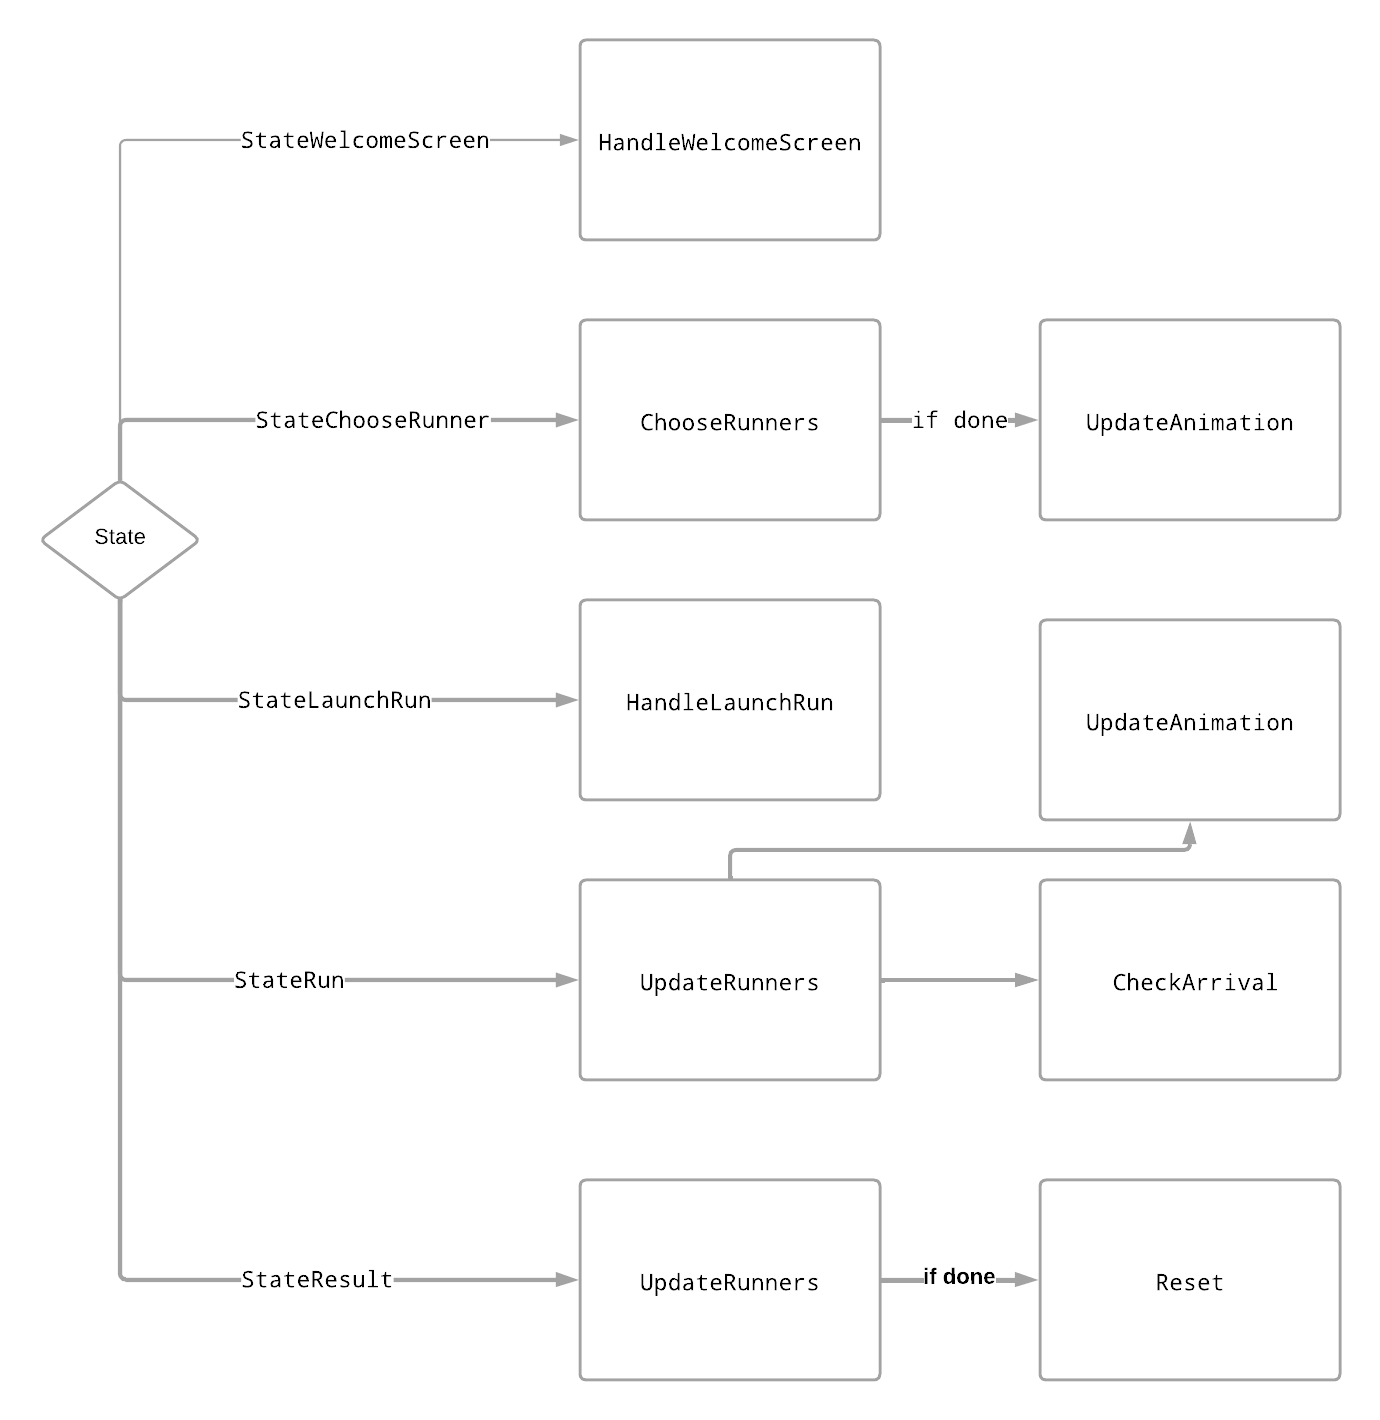 StateWelcomeScreen
HandleWelcomeScreen
StateChooseRunner
ChooseRunners
if done
UpdateAnimation
State
StateLaunchRun
HandleLaunchRun
UpdateAnimation
StateRun
UpdateRunners
CheckArrival
StateResult
UpdateRunners
if done
Reset